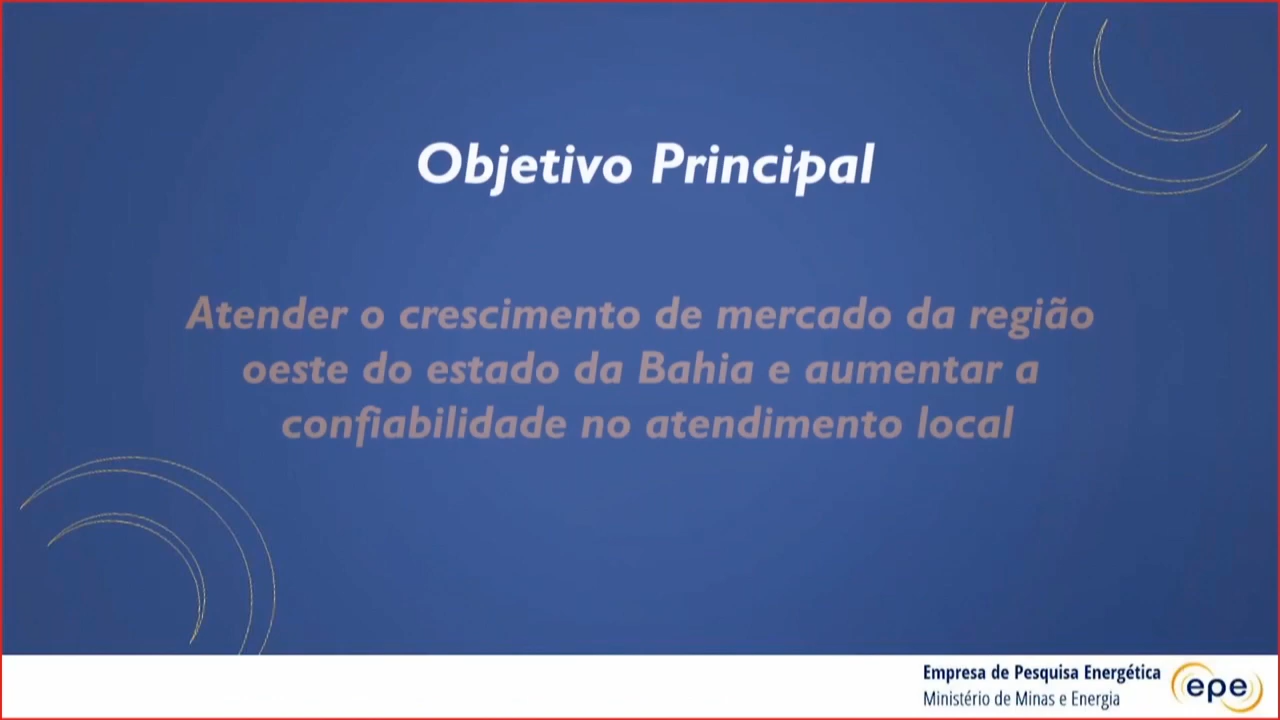 Objetivo Principal
Atender o crescimento de mercado da região
oeste do estado da Bahia e aumentar a
confiabilidade no atendimento local
Empresa de Pesquisa Energética
Ministério de Minas e Energia
epe